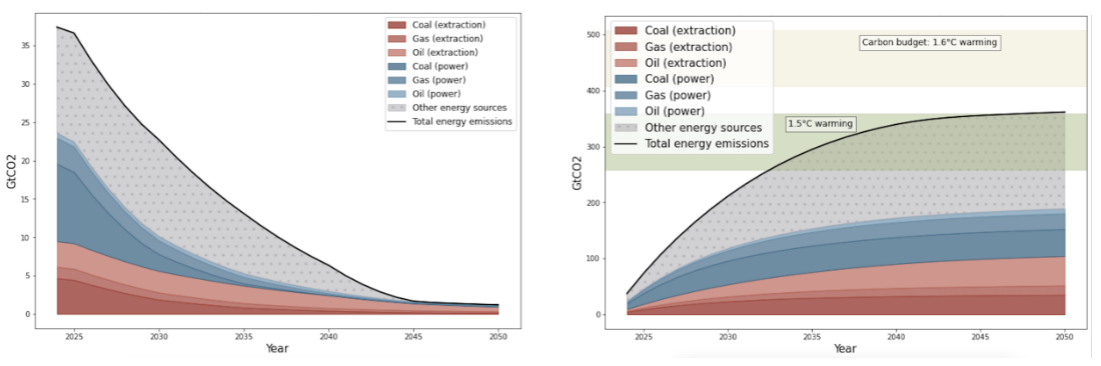 Coal (extraction)
Gas (extraction)
Oil (extraction)
Coal (power)
Gas (power)
Oil (power)
Other energy sources
Total energy emissions
35
30
25
20
15
10
5
0
GtCO2
2025
2030
2035
2040
2045
2050
Year
Coal (extraction)
Gas (extraction)
Oil (extraction)
Coal (power)
Gas (power)
Oil (power)
Other energy sources
Total energy emissions
Carbon budget: 1.6°C warming
1.5°C warming
500
400
300
200
100
0
GtCO2
2025
2030
2035
2040
2045
2050
Year